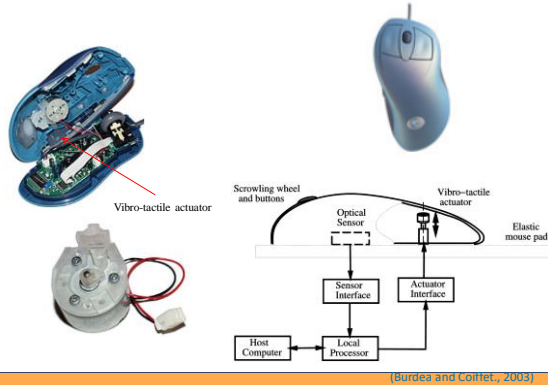 Vibro-tactile actuator
Scrowling wheel
and buttons
Optical
Sensor
Vibro-tactile
actuator
Elastic
mouse pad
Sensor
Interface
Actuator
Interface
Host
Computer
Local
Processor
(Burdea and Coiffet., 2003)